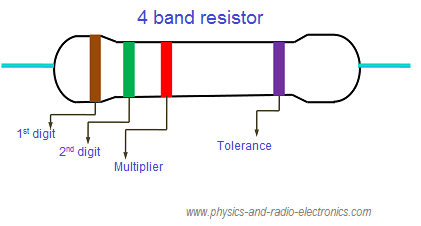 4 band resistor
1st digit
2nd digit
Multiplier
Tolerance
www.physics-and-radio-electronics.com